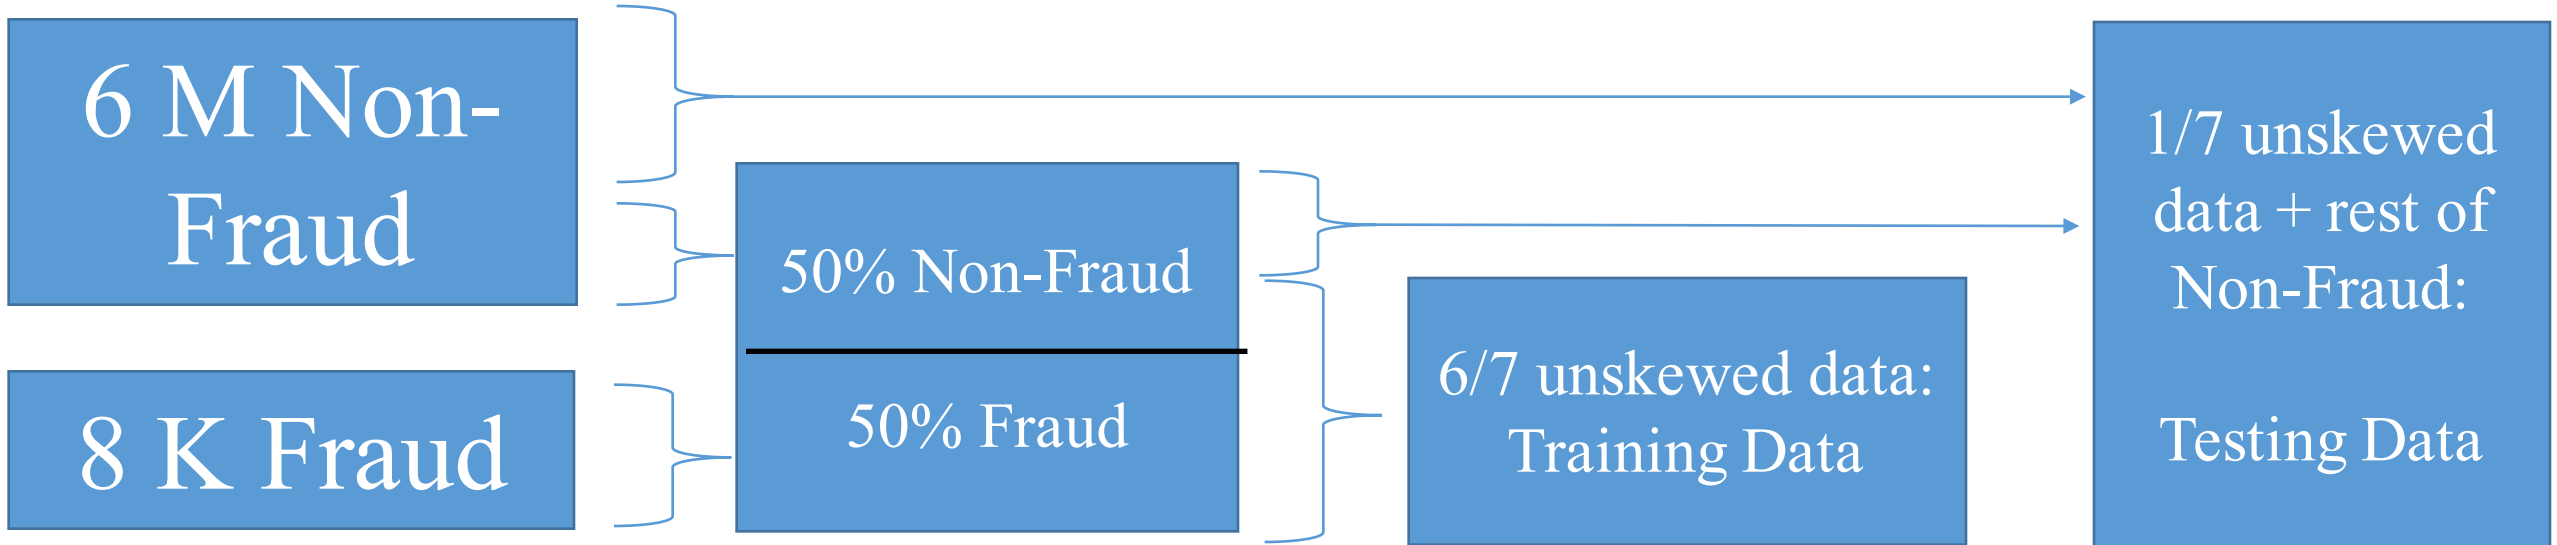 6 M Non-
Fraud
8 K Fraud
50% Non-Fraud
50% Fraud
6/7 unskewed data:
Training Data
1/7 unskewed
data + rest of
Non-Fraud:
Testing Data